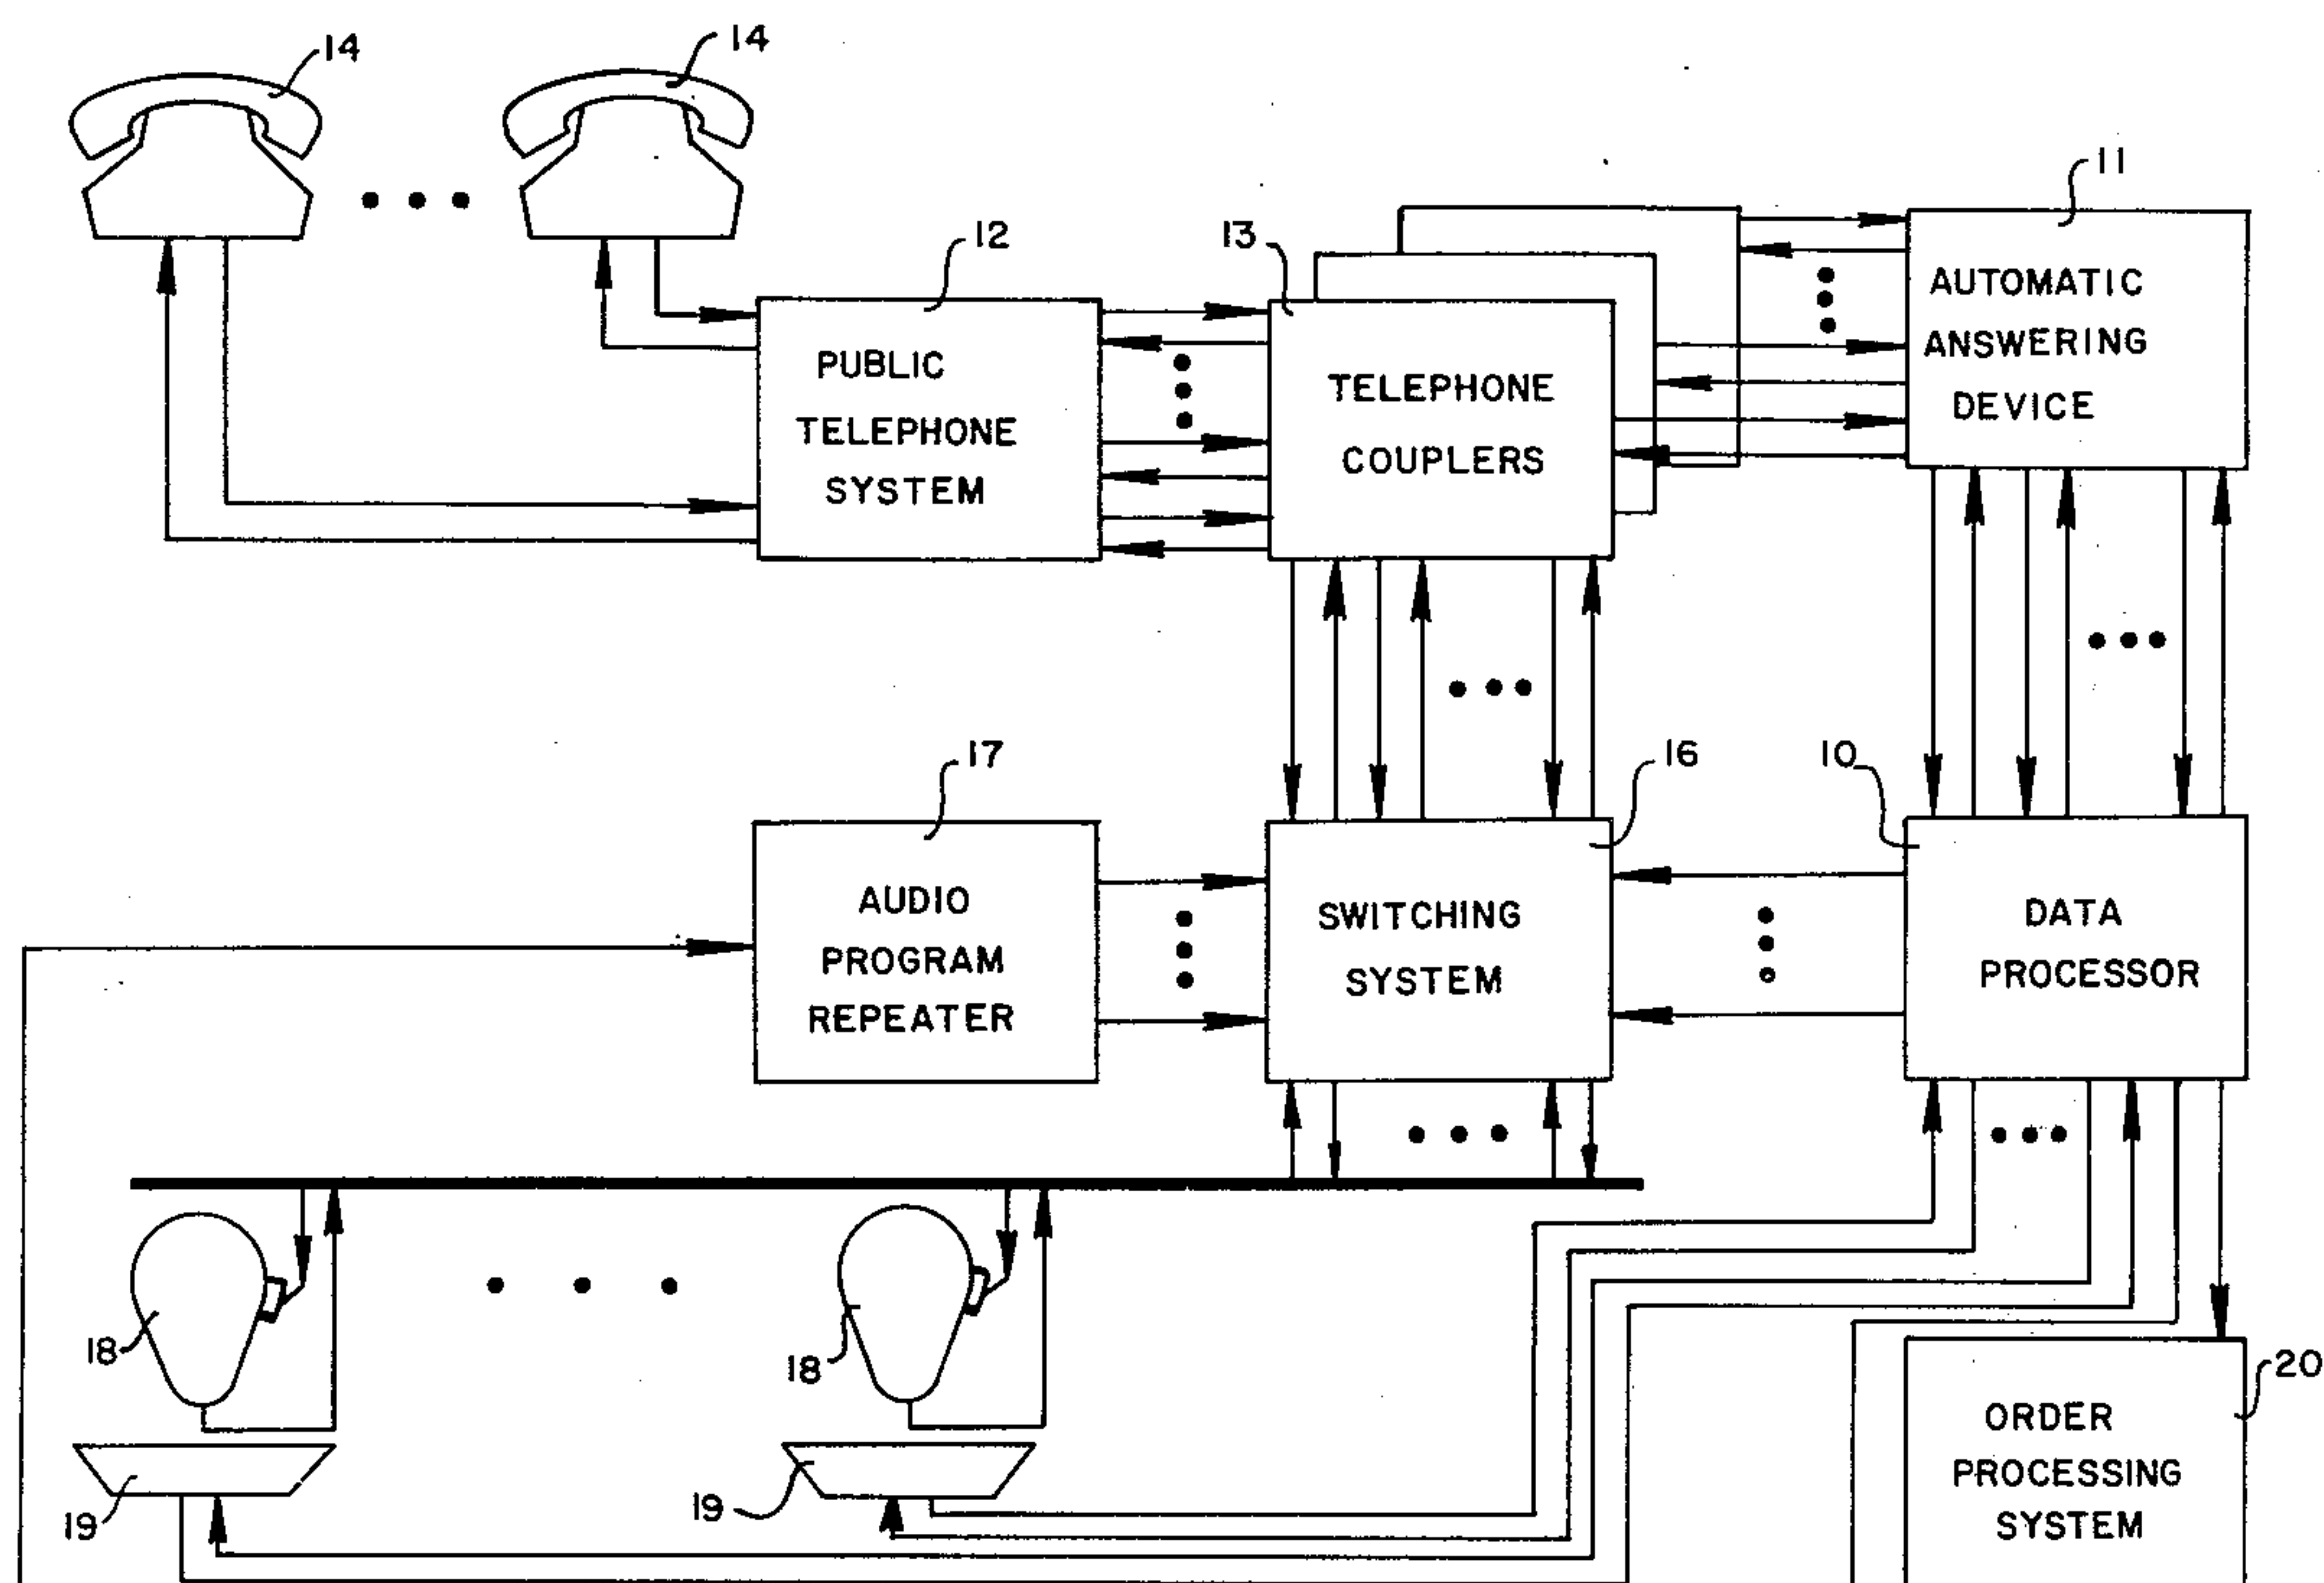 14
14
11
12
13
AUTOMATIC
ANSWERING
DEVICE
PUBLIC
TELEPHONE
SYSTEM
TELEPHONE
COUPLERS
17
16
10
AUDIO
PROGRAM
REPEATER
SWITCHING
SYSTEM
DATA
PROCESSOR
18
18
20
ORDER
PROCESSING
SYSTEM
19
19